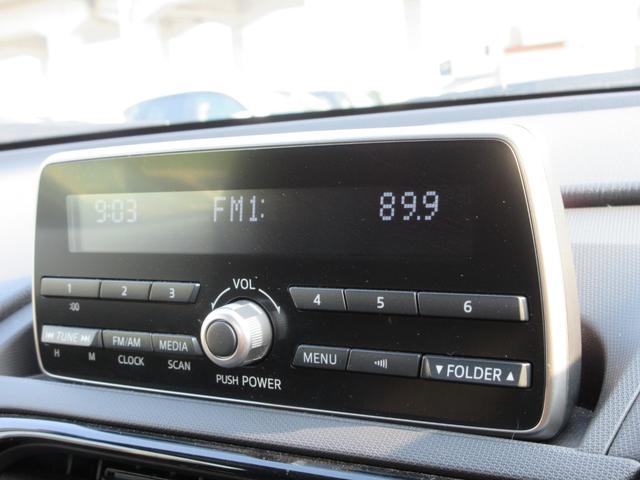 9:03 FM1: 89.9
VOL
1 2 3 4 5 6
:00
⏮ TUNE ⏭ FM/AM MEDIA MENU ▼ FOLDER ▲
H M CLOCK SCAN
PUSH POWER